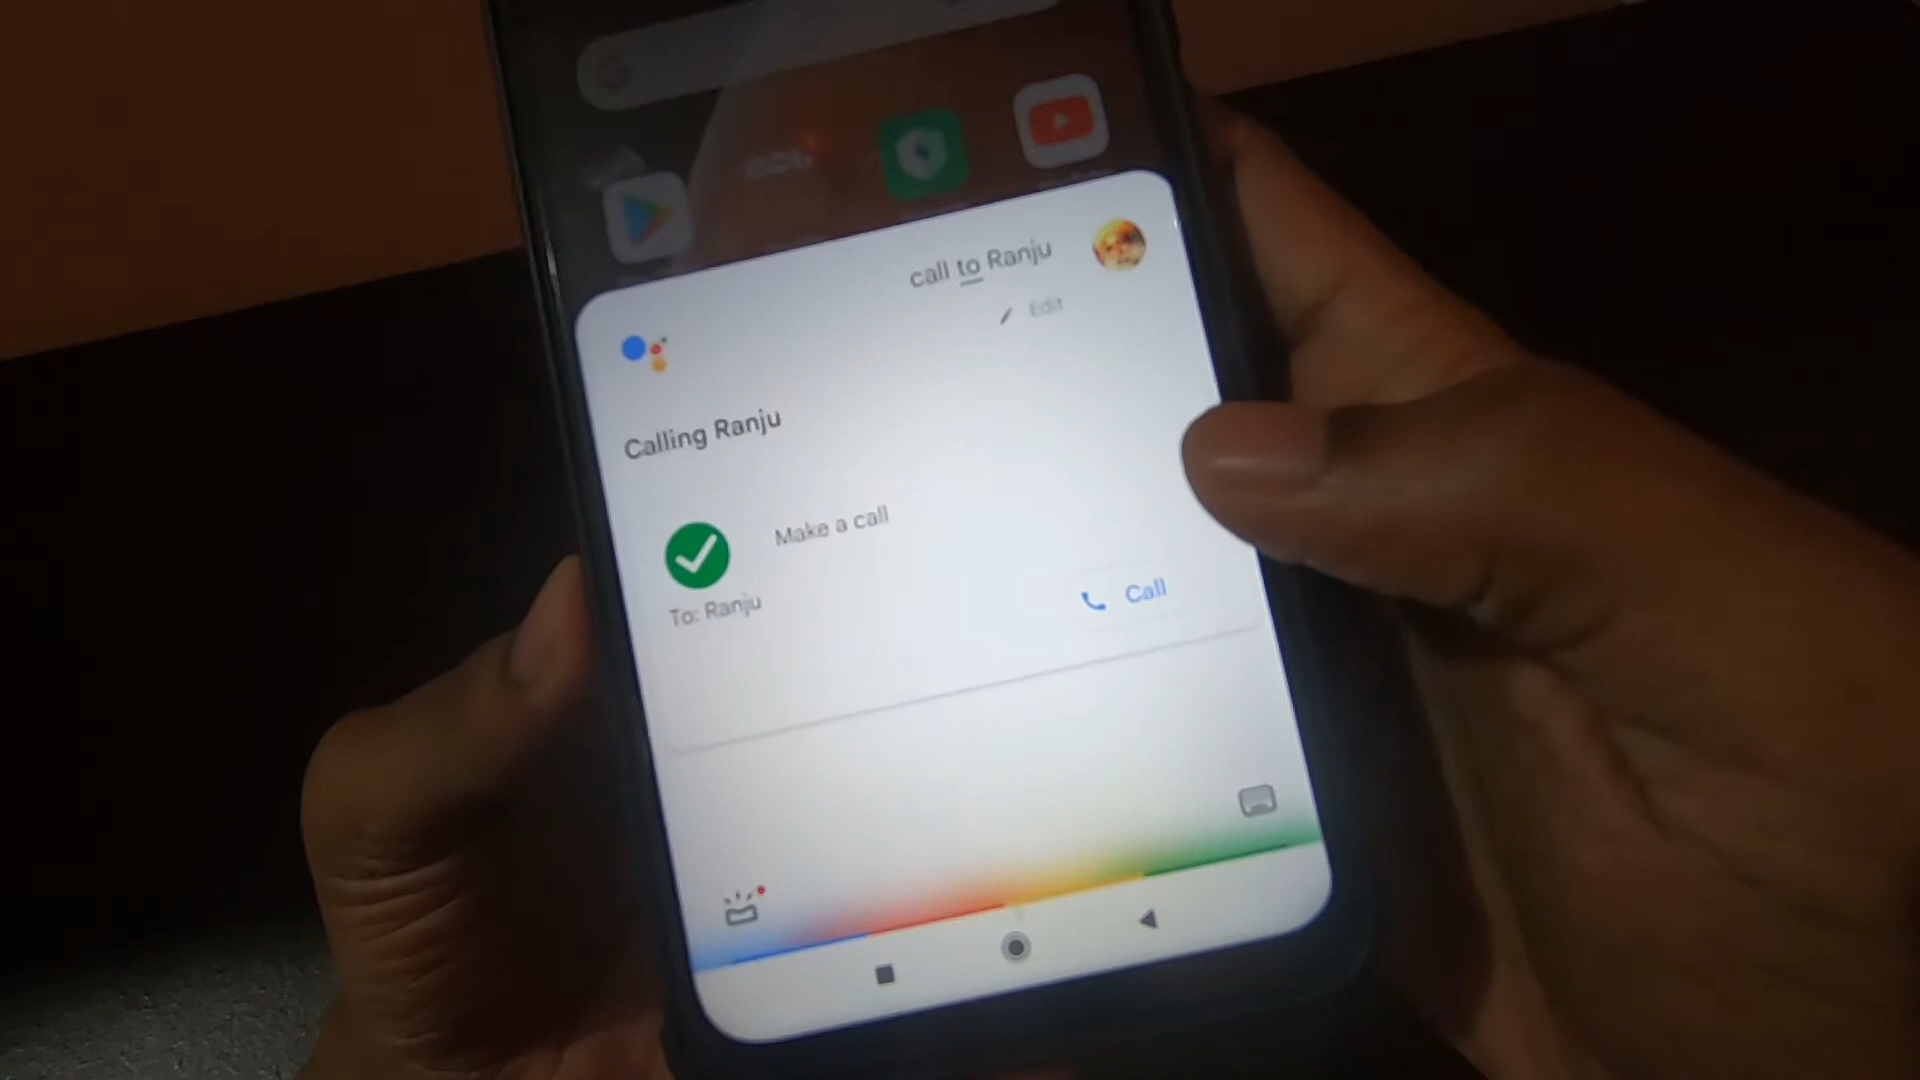 call to Ranju
Edit
Calling Ranju
Make a call
To: Ranju
Call